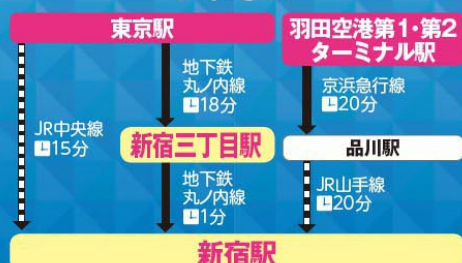 東京駅
羽田空港第1・第2
ターミナル駅
地下鉄
丸ノ内線
18分
京浜急行線
20分
JR中央線
15分
新宿三丁目駅
品川駅
地下鉄
丸ノ内線
1分
JR山手線
20分
新宿駅